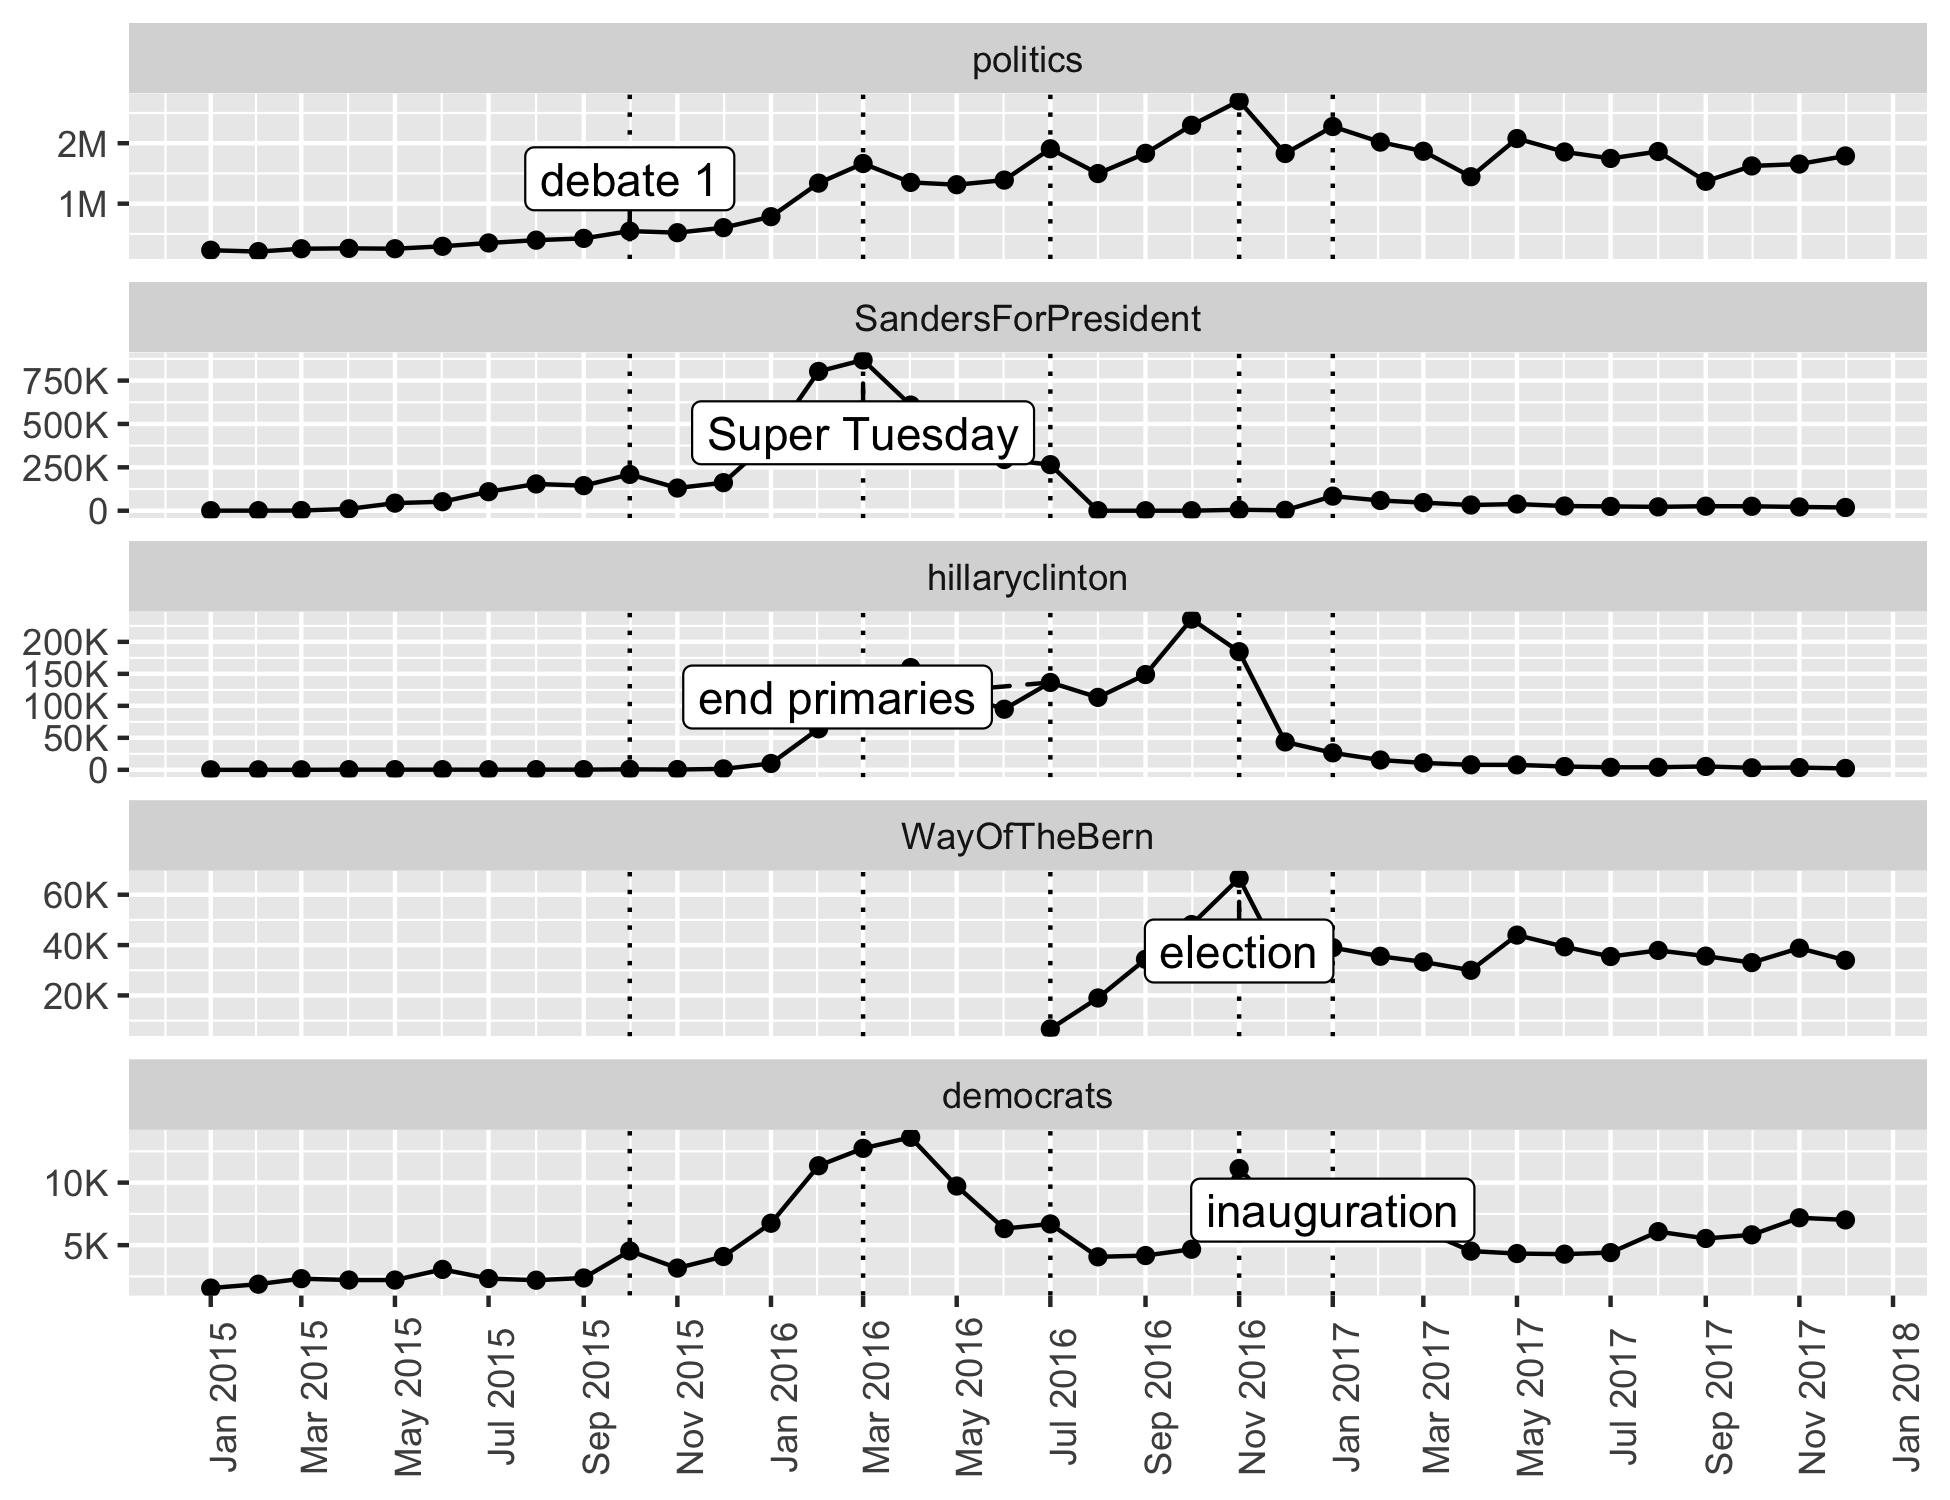 politics
2M
1M
debate 1
SandersForPresident
750K
500K
250K
0
Super Tuesday
hillaryclinton
200K
150K
100K
50K
0
end primaries
WayOfTheBern
60K
40K
20K
election
democrats
10K
5K
inauguration
Jan 2015
Mar 2015
May 2015
Jul 2015
Sep 2015
Nov 2015
Jan 2016
Mar 2016
May 2016
Jul 2016
Sep 2016
Nov 2016
Jan 2017
Mar 2017
May 2017
Jul 2017
Sep 2017
Nov 2017
Jan 2018